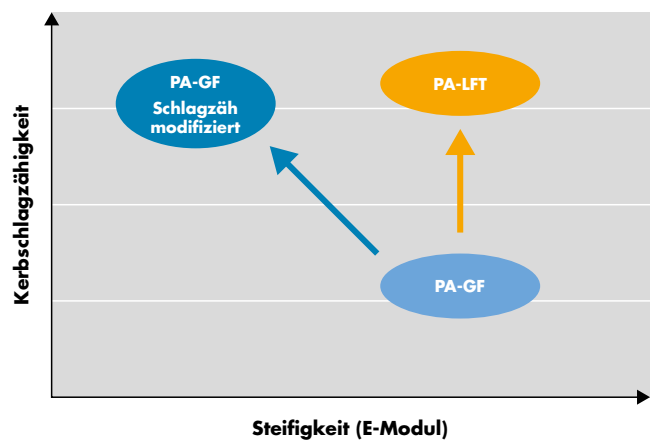 PA-GF
Schlagzäh
modifiziert
PA-LFT
PA-GF
Kerbschlagzähigkeit
Steifigkeit (E-Modul)